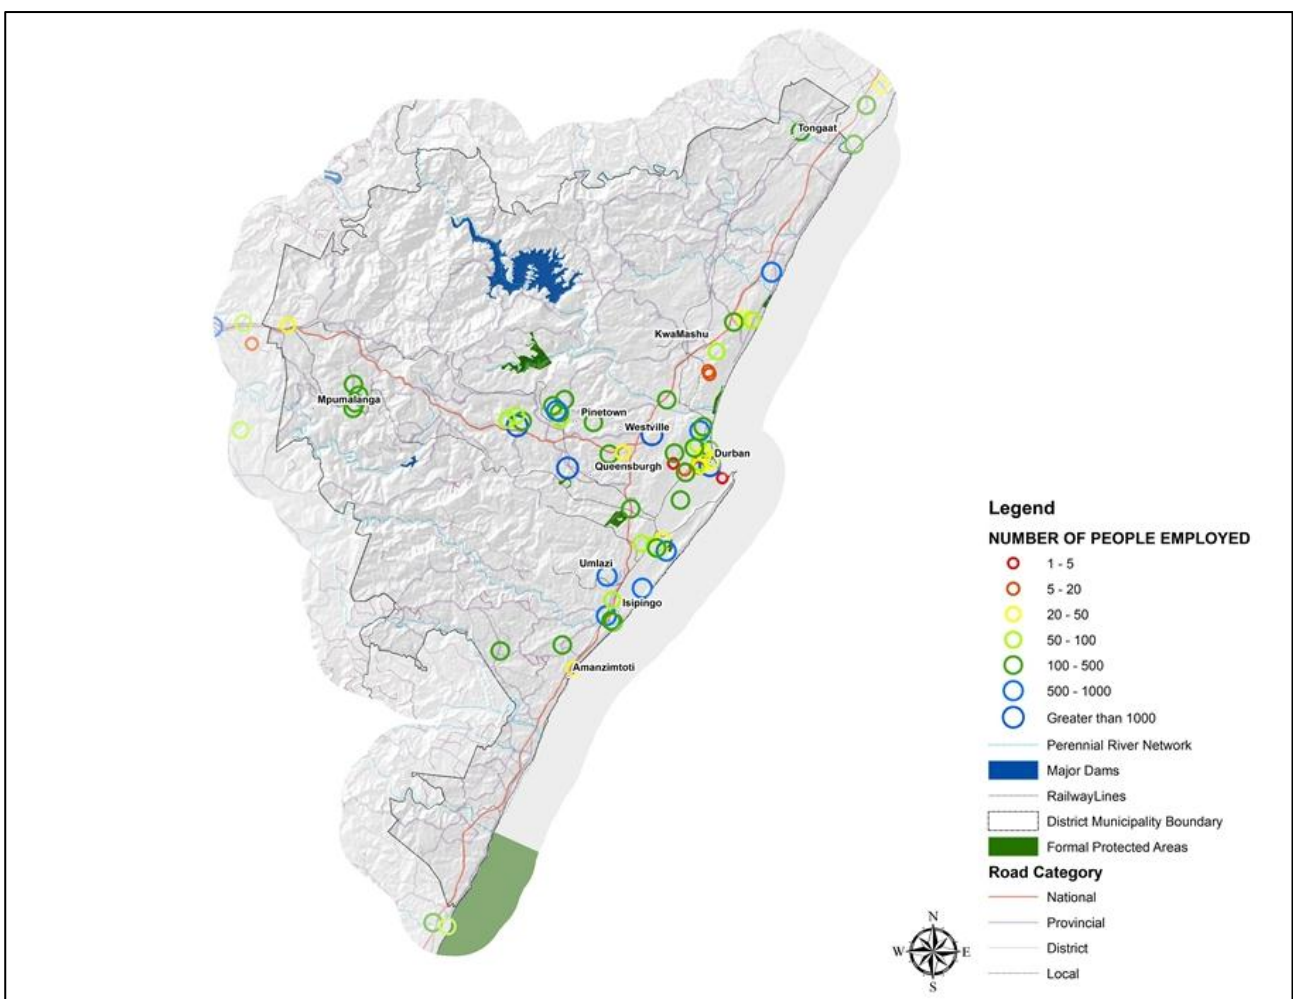 Tongaat
KwaMashu
Mpumalanga
Pinetown
Westville
Durban
Queensburgh
Umlazi
Isipingo
Amanzimtoti
Legend
NUMBER OF PEOPLE EMPLOYED
1 - 5
5 - 20
20 - 50
50 - 100
100 - 500
500 - 1000
Greater than 1000
Perennial River Network
Major Dams
RailwayLines
District Municipality Boundary
Formal Protected Areas
Road Category
National
Provincial
District
Local
N
W E
S